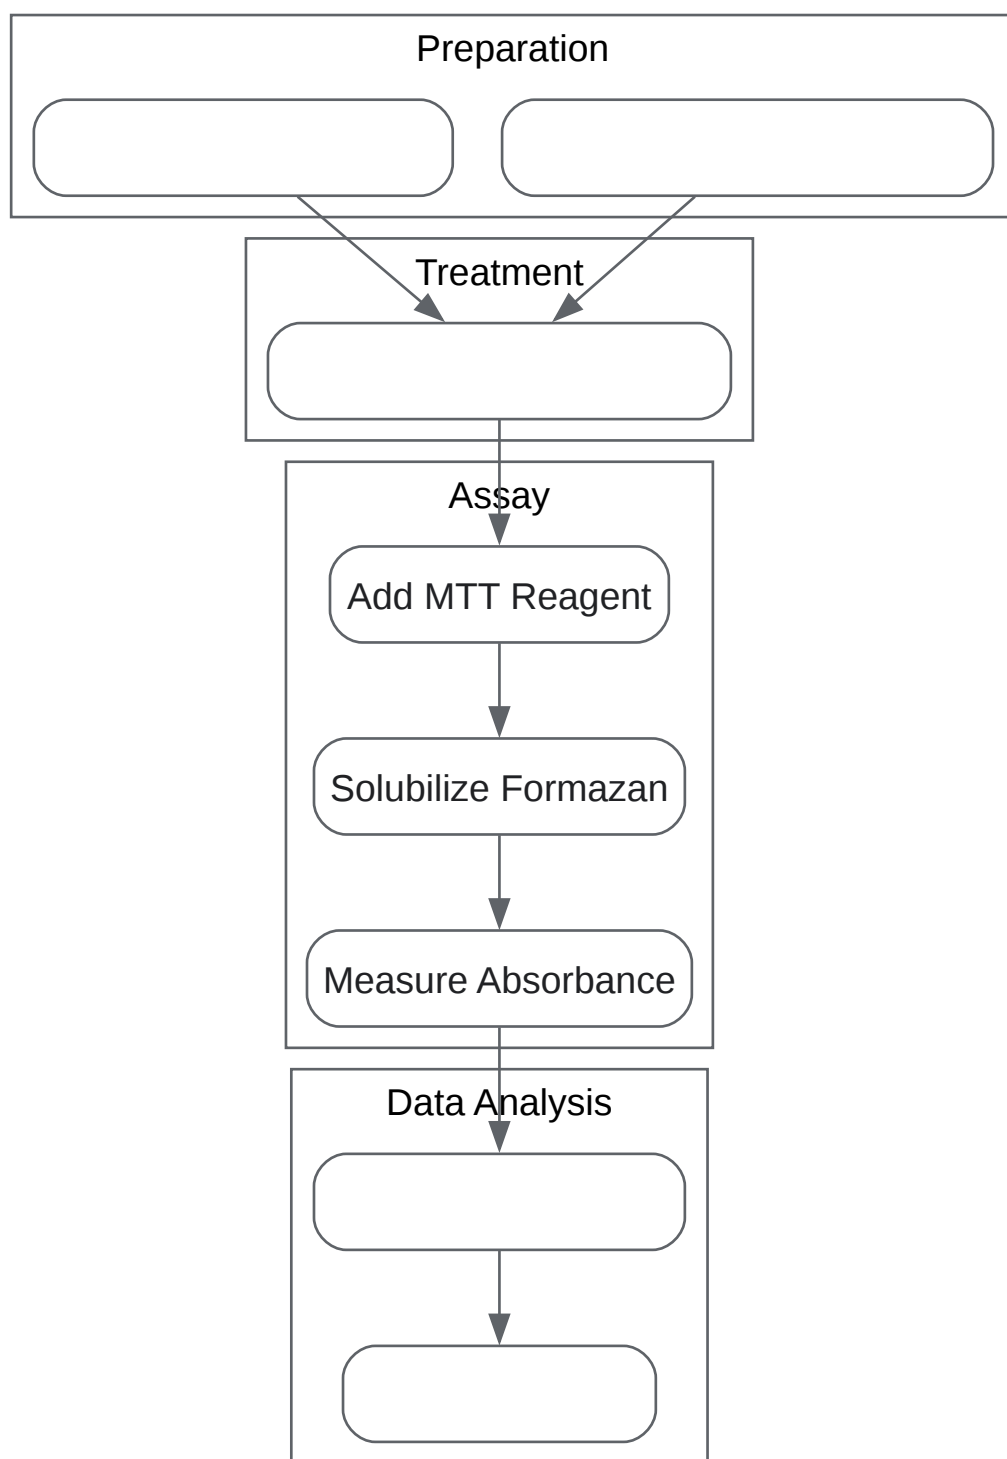 Preparation
Treatment
Assay
Add MTT Reagent
Solubilize Formazan
Measure Absorbance
Data Analysis